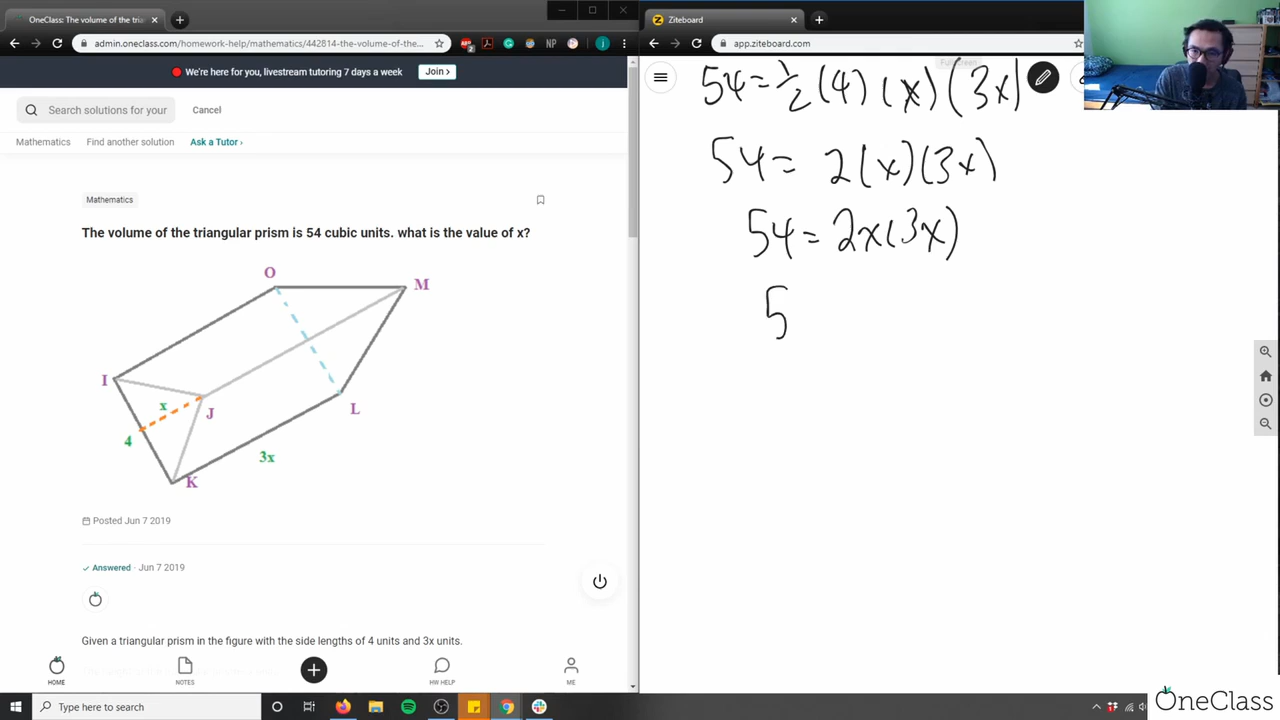 OneClass: The volume of the tria
Ziteboard
admin.oneclass.com/homework-help/mathematics/442814-the-volume-of-the...
NP
j
app.ziteboard.com
We're here for you, livestream tutoring 7 days a week
Join ›
Search solutions for your
Cancel
Mathematics
Find another solution
Ask a Tutor ›
Mathematics
The volume of the triangular prism is 54 cubic units. what is the value of x?
O
M
I
x
J
L
4
3x
K
Posted Jun 7 2019
Answered · Jun 7 2019
Given a triangular prism in the figure with the side lengths of 4 units and 3x units.
HOME
NOTES
HW HELP
ME
Type here to search
Full screen
54 = 1/2 (4) (x) (3x)
54 = 2(x)(3x)
54 = 2x(3x)
5
OneClass